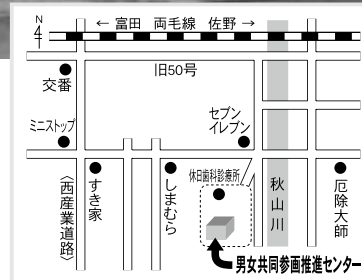 N
4
← 富田 両毛線 佐野 →
旧50号
交番
ミニストップ
セブン
イレブン
〈西産業道路〉
すき家
しまむら
休日歯科診療所
秋山川
厄除大師
男女共同参画推進センター